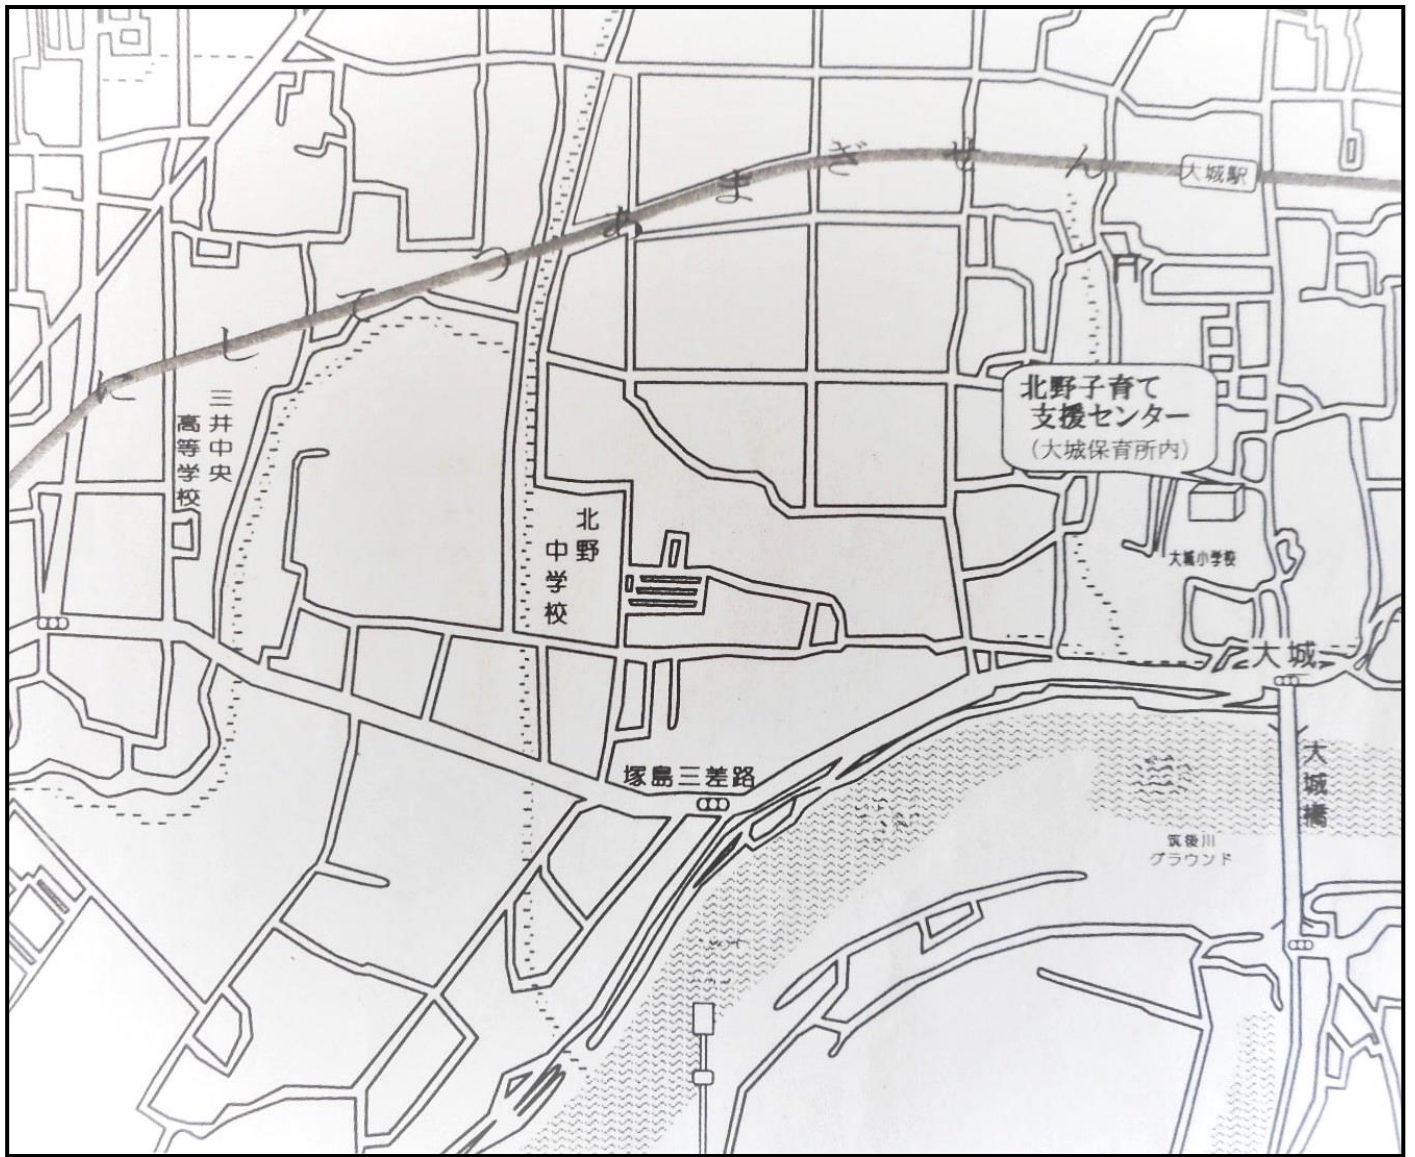 にしてつあまぎせん
大城駅
三井中央
高等学校
北野子育て
支援センター
(大城保育所内)
北野
中学校
大城小学校
大城
塚島三差路
大城橋
筑後川
グラウンド